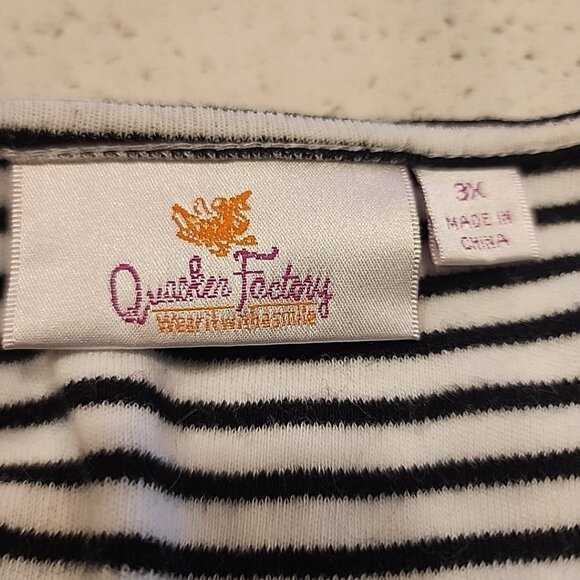 Quacker Factory
Wear it with a smile
3X
MADE IN
CHINA